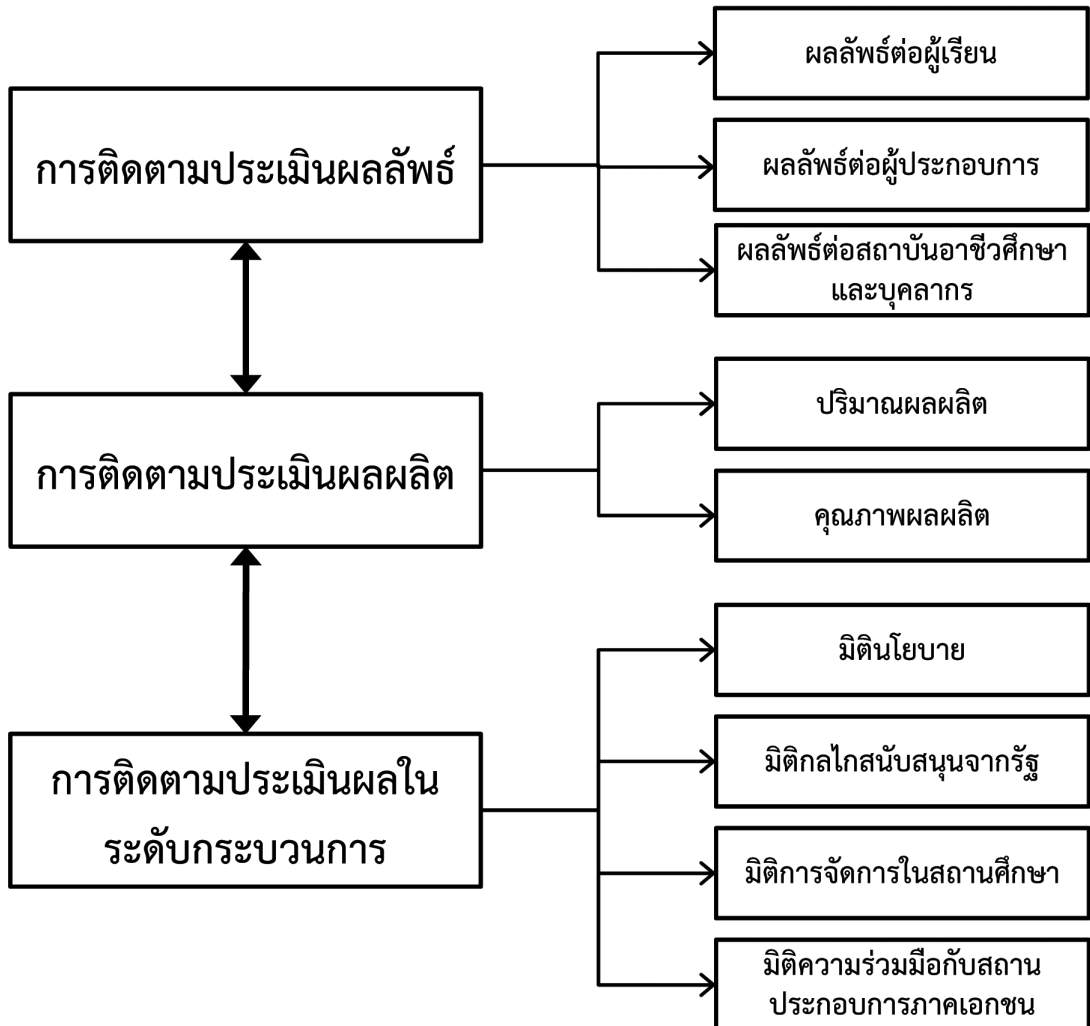 การติดตามประเมินผลลัพธ์
ผลลัพธ์ต่อผู้เรียน
ผลลัพธ์ต่อผู้ประกอบการ
ผลลัพธ์ต่อสถาบันอาชีวศึกษา
และบุคลากร
การติดตามประเมินผลผลิต
ปริมาณผลผลิต
คุณภาพผลผลิต
การติดตามประเมินผลใน
ระดับกระบวนการ
มิตินโยบาย
มิติกลไกสนับสนุนจากรัฐ
มิติการจัดการในสถานศึกษา
มิติความร่วมมือกับสถาน
ประกอบการภาคเอกชน